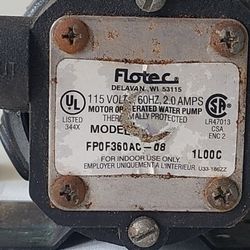 Flotec
DELAVAN, WI 53115
UL
LISTED
344X
115 VOLTS, 60HZ, 2.0 AMPS
MOTOR OPERATED WATER PUMP
THERMALLY PROTECTED
LR47013
CSA
ENC 2
MODEL
FP0F360AC-08
1L00C
FOR INDOOR USE ONLY
EMPLOYER UNIQUEMENT A L'INTERIEUR
U33-186ZZ